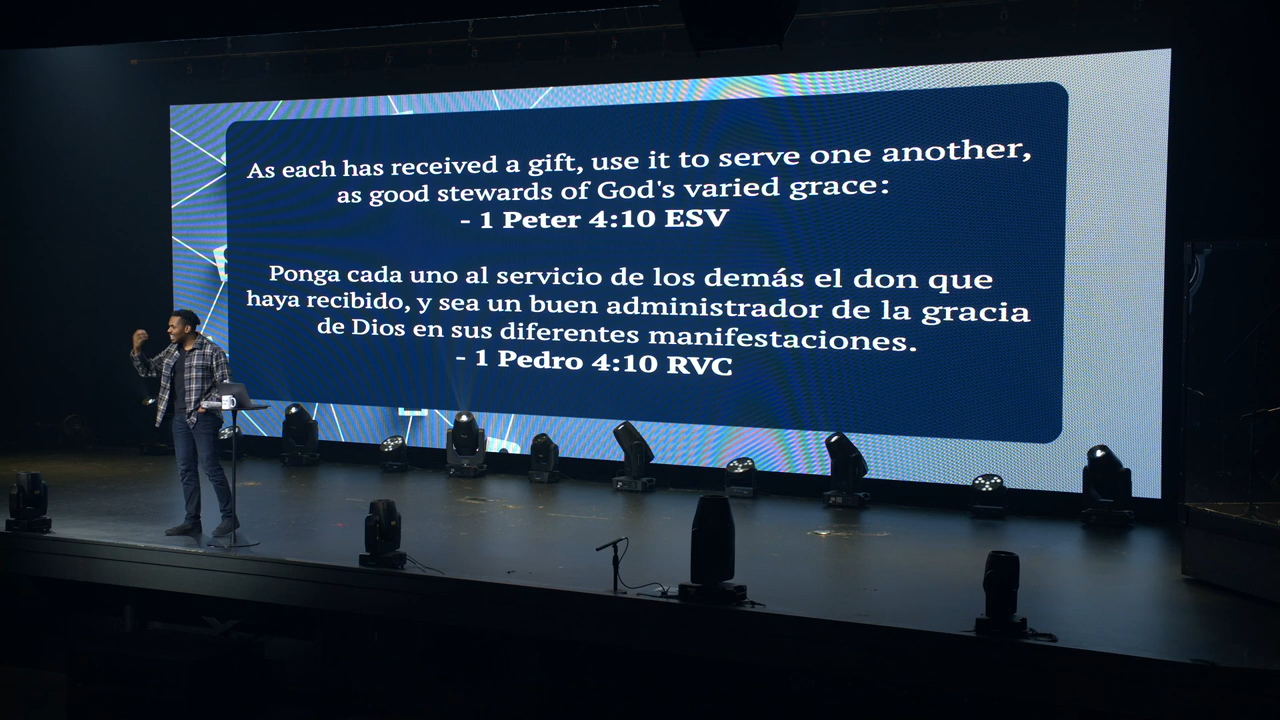 As each has received a gift, use it to serve one another,
as good stewards of God's varied grace:
- 1 Peter 4:10 ESV
Ponga cada uno al servicio de los demás el don que
haya recibido, y sea un buen administrador de la gracia
de Dios en sus diferentes manifestaciones.
- 1 Pedro 4:10 RVC